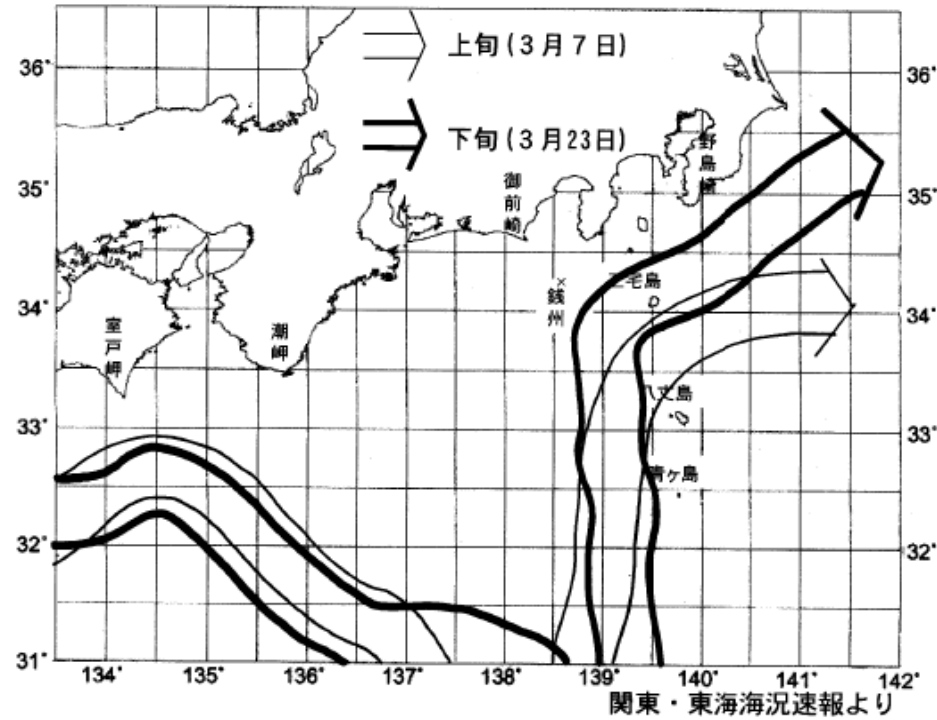 上旬(3月7日)
下旬(3月23日)
36°
35°
34°
33°
32°
31°
36°
35°
34°
33°
32°
134°
135°
136°
137°
138°
139°
140°
141°
142°
室戸岬
潮岬
御前崎
野島崎
銭州
三宅島
八丈島
青ヶ島
関東・東海海況速報より